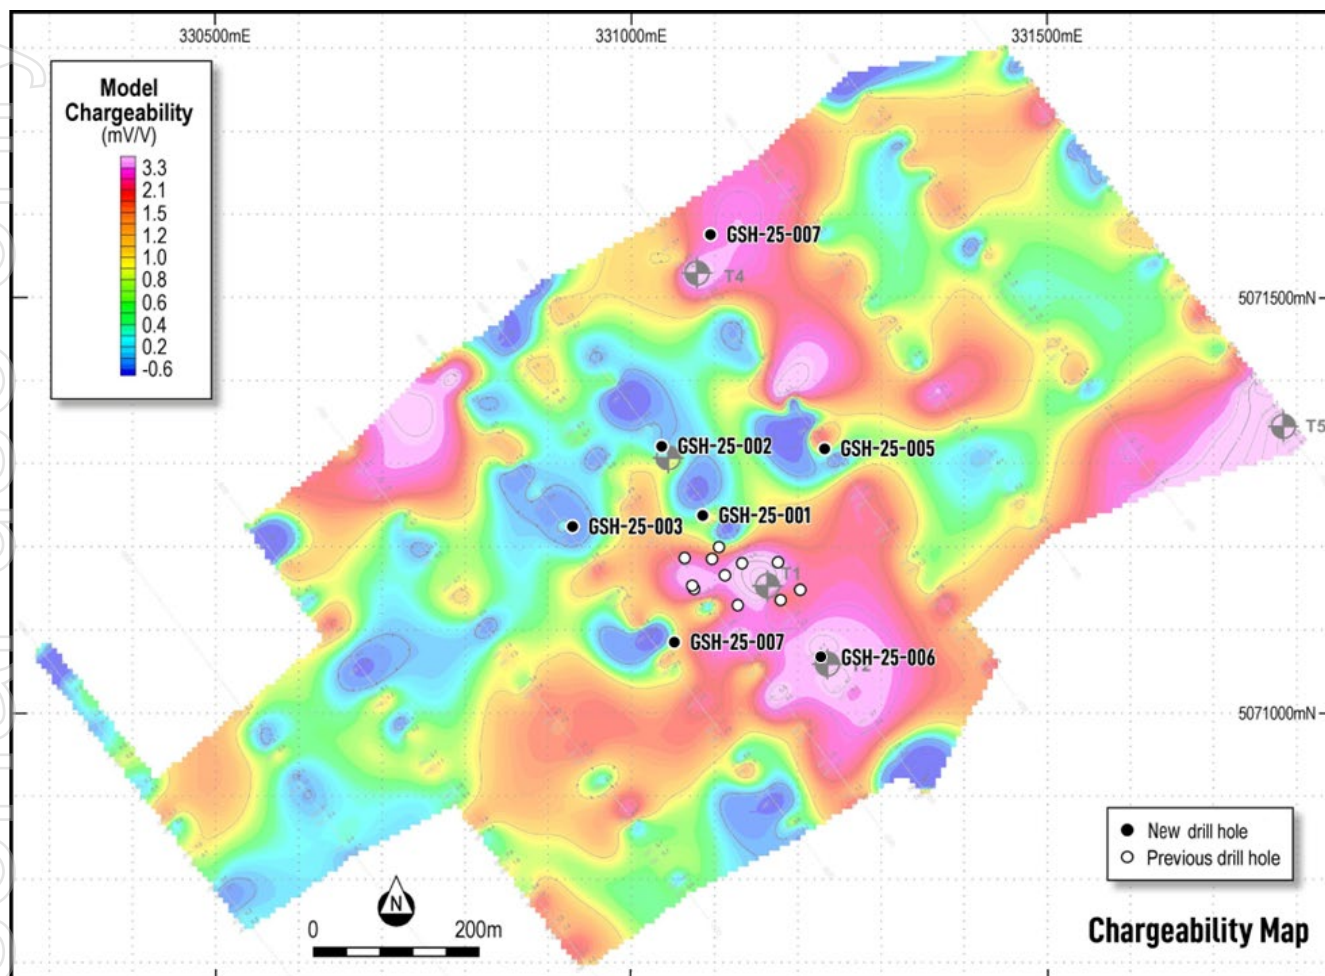 330500mE
331000mE
331500mE
Model
Chargeability
(mV/V)
3.3
2.1
1.5
1.2
1.0
0.8
0.6
0.4
0.2
-0.6
GSH-25-007
T4
5071500mN
T5
GSH-25-002
GSH-25-005
GSH-25-001
GSH-25-003
T1
GSH-25-007
GSH-25-006
T2
5071000mN
New drill hole
Previous drill hole
N
0
200m
Chargeability Map